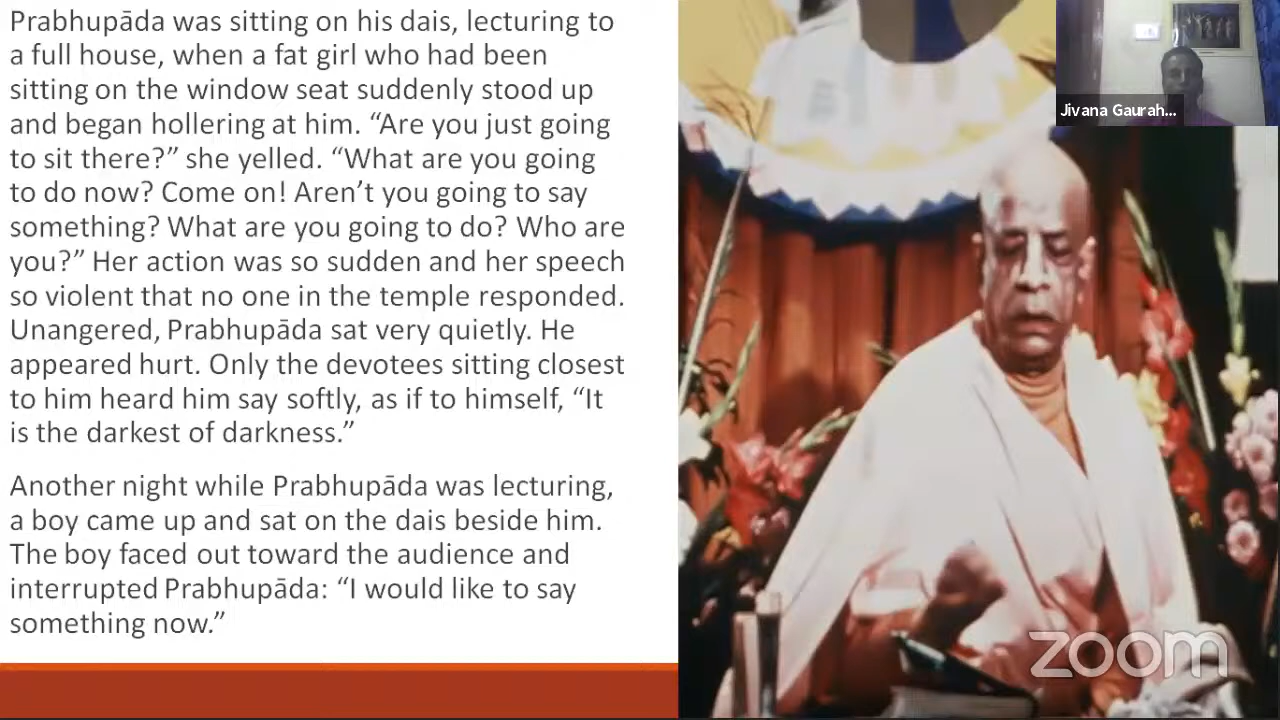 Prabhupāda was sitting on his dais, lecturing to
a full house, when a fat girl who had been
sitting on the window seat suddenly stood up
and began hollering at him. “Are you just going
to sit there?” she yelled. “What are you going
to do now? Come on! Aren’t you going to say
something? What are you going to do? Who are
you?” Her action was so sudden and her speech
so violent that no one in the temple responded.
Unangered, Prabhupāda sat very quietly. He
appeared hurt. Only the devotees sitting closest
to him heard him say softly, as if to himself, “It
is the darkest of darkness.”
Another night while Prabhupāda was lecturing,
a boy came up and sat on the dais beside him.
The boy faced out toward the audience and
interrupted Prabhupāda: “I would like to say
something now.”
Jivana Gaurah...
zoom